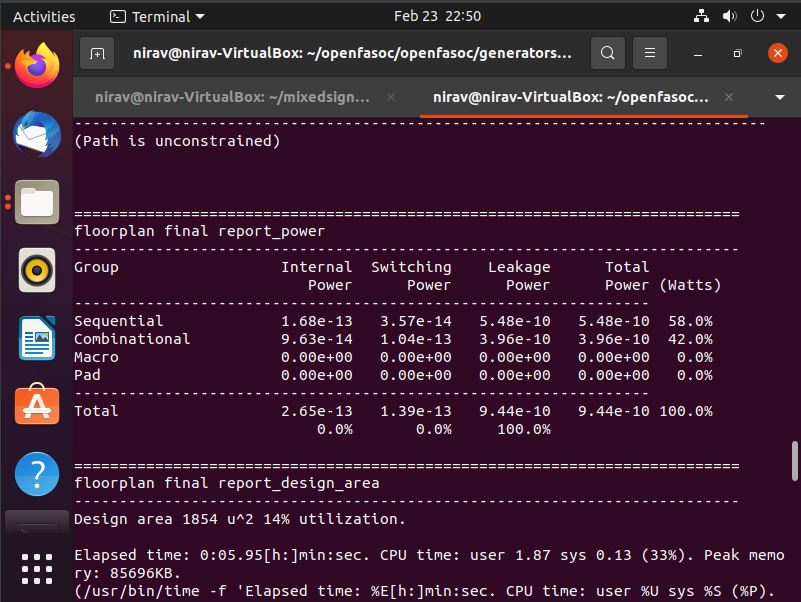 Activities Terminal Feb 23 22:50
nirav@nirav-VirtualBox: ~/openfasoc/openfasoc/generators...
nirav@nirav-VirtualBox: ~/mixedsign... × nirav@nirav-VirtualBox: ~/openfasoc... ×
--------------------------------------------------------------------------
(Path is unconstrained)
==========================================================================
floorplan final report_power
--------------------------------------------------------------------------
Group Internal Switching Leakage Total
Power Power Power Power (Watts)
----------------------------------------------------------------
Sequential 1.68e-13 3.57e-14 5.48e-10 5.48e-10 58.0%
Combinational 9.63e-14 1.04e-13 3.96e-10 3.96e-10 42.0%
Macro 0.00e+00 0.00e+00 0.00e+00 0.00e+00 0.0%
Pad 0.00e+00 0.00e+00 0.00e+00 0.00e+00 0.0%
----------------------------------------------------------------
Total 2.65e-13 1.39e-13 9.44e-10 9.44e-10 100.0%
0.0% 0.0% 100.0%
==========================================================================
floorplan final report_design_area
--------------------------------------------------------------------------
Design area 1854 u^2 14% utilization.
Elapsed time: 0:05.95[h:]min:sec. CPU time: user 1.87 sys 0.13 (33%). Peak memo
ry: 85696KB.
(/usr/bin/time -f 'Elapsed time: %E[h:]min:sec. CPU time: user %U sys %S (%P).